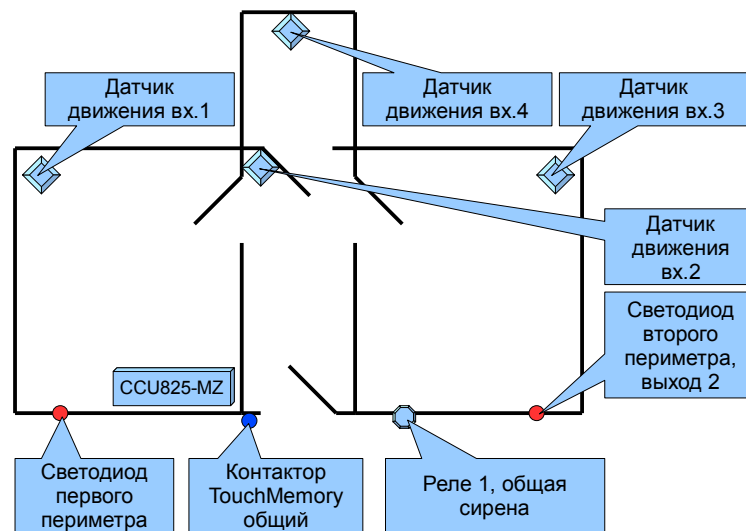 Датчик
движения вх.1
Датчик
движения вх.4
Датчик
движения вх.3
Датчик
движения
вх.2
Светодиод
второго
периметра,
выход 2
CCU825-MZ
Светодиод
первого
периметра
Контактор
TouchMemory
общий
Реле 1, общая
сирена